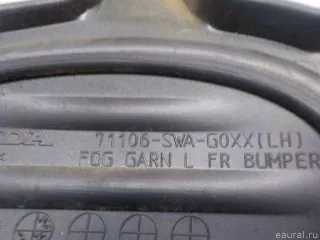 71106-SWA-G0XX(LH)
FOG GARN L FR BUMPER
eaural.ru